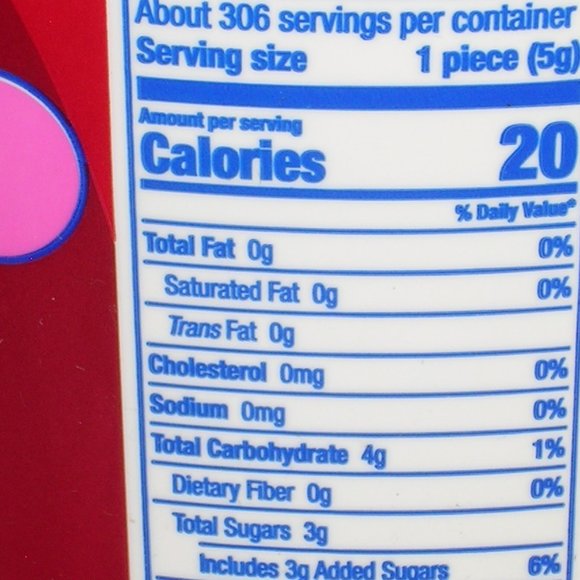 About 306 servings per container
Serving size 1 piece (5g)
Amount per serving
Calories 20
% Daily Value*
Total Fat 0g 0%
Saturated Fat 0g 0%
Trans Fat 0g
Cholesterol 0mg 0%
Sodium 0mg 0%
Total Carbohydrate 4g 1%
Dietary Fiber 0g 0%
Total Sugars 3g
Includes 3g Added Sugars 6%